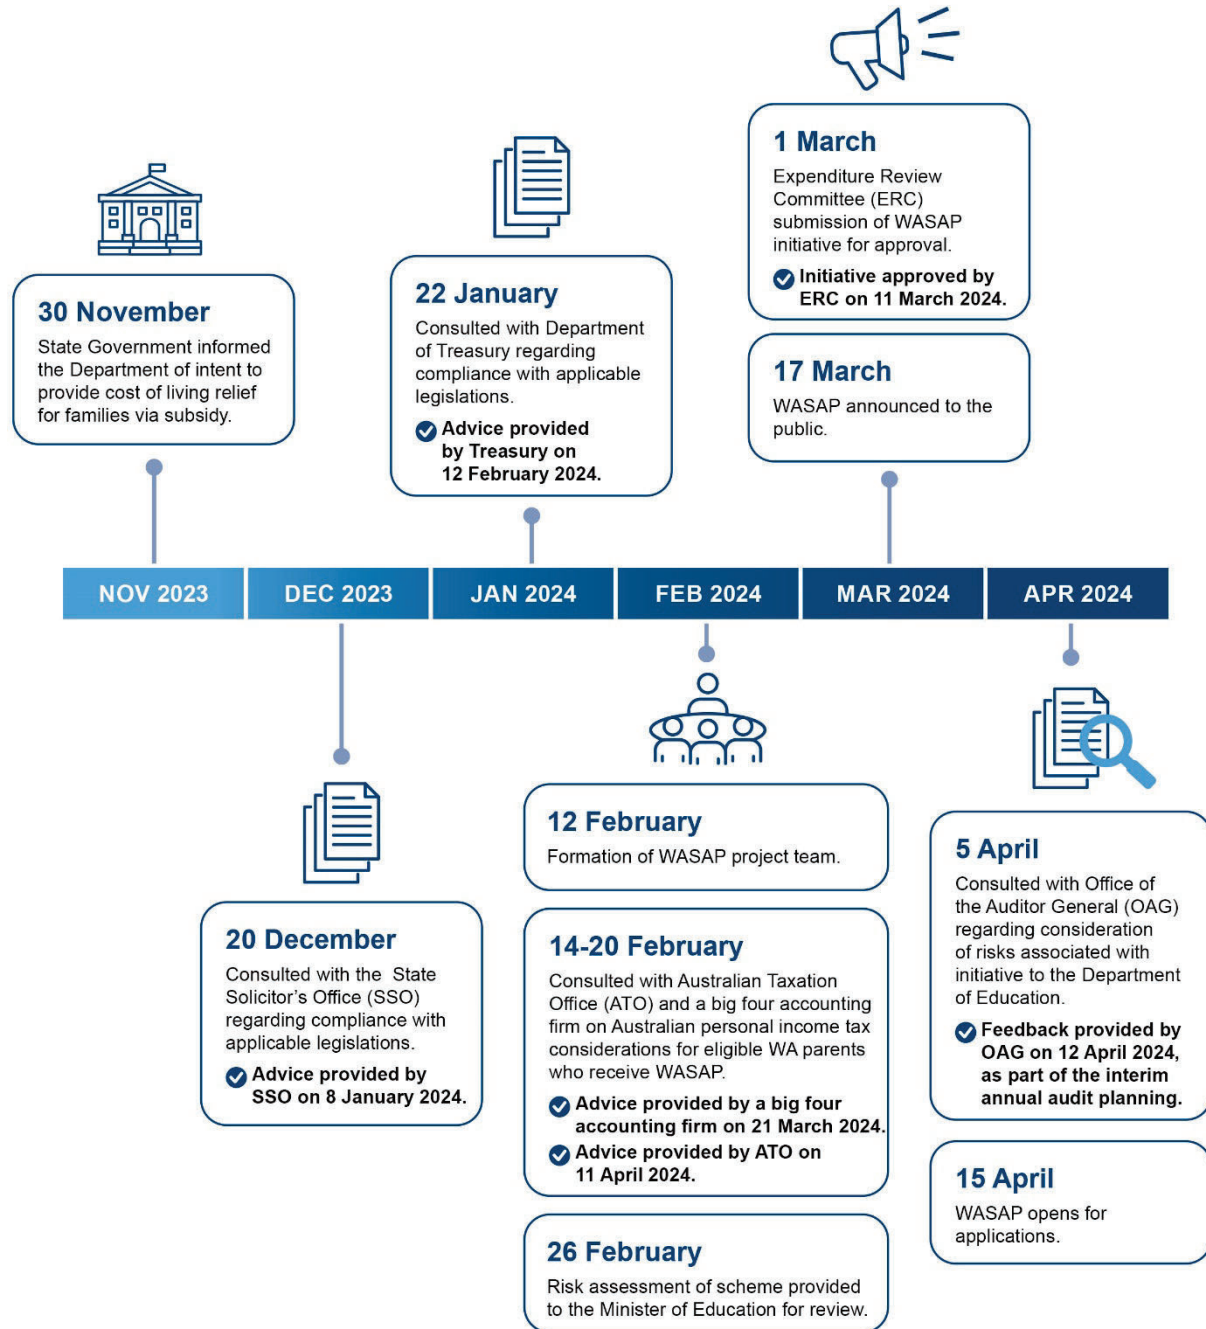 30 November
State Government informed
the Department of intent to
provide cost of living relief
for families via subsidy.
22 January
Consulted with Department
of Treasury regarding
compliance with applicable
legislations.
Advice provided
by Treasury on
12 February 2024.
1 March
Expenditure Review
Committee (ERC)
submission of WASAP
initiative for approval.
Initiative approved by
ERC on 11 March 2024.
17 March
WASAP announced to the
public.
NOV 2023
DEC 2023
JAN 2024
FEB 2024
MAR 2024
APR 2024
20 December
Consulted with the State
Solicitor's Office (SSO)
regarding compliance with
applicable legislations.
Advice provided by
SSO on 8 January 2024.
12 February
Formation of WASAP project team.
14-20 February
Consulted with Australian Taxation
Office (ATO) and a big four accounting
firm on Australian personal income tax
considerations for eligible WA parents
who receive WASAP.
Advice provided by a big four
accounting firm on 21 March 2024.
Advice provided by ATO on
11 April 2024.
26 February
Risk assessment of scheme provided
to the Minister of Education for review.
5 April
Consulted with Office of
the Auditor General (OAG)
regarding consideration
of risks associated with
initiative to the Department
of Education.
Feedback provided by
OAG on 12 April 2024,
as part of the interim
annual audit planning.
15 April
WASAP opens for
applications.